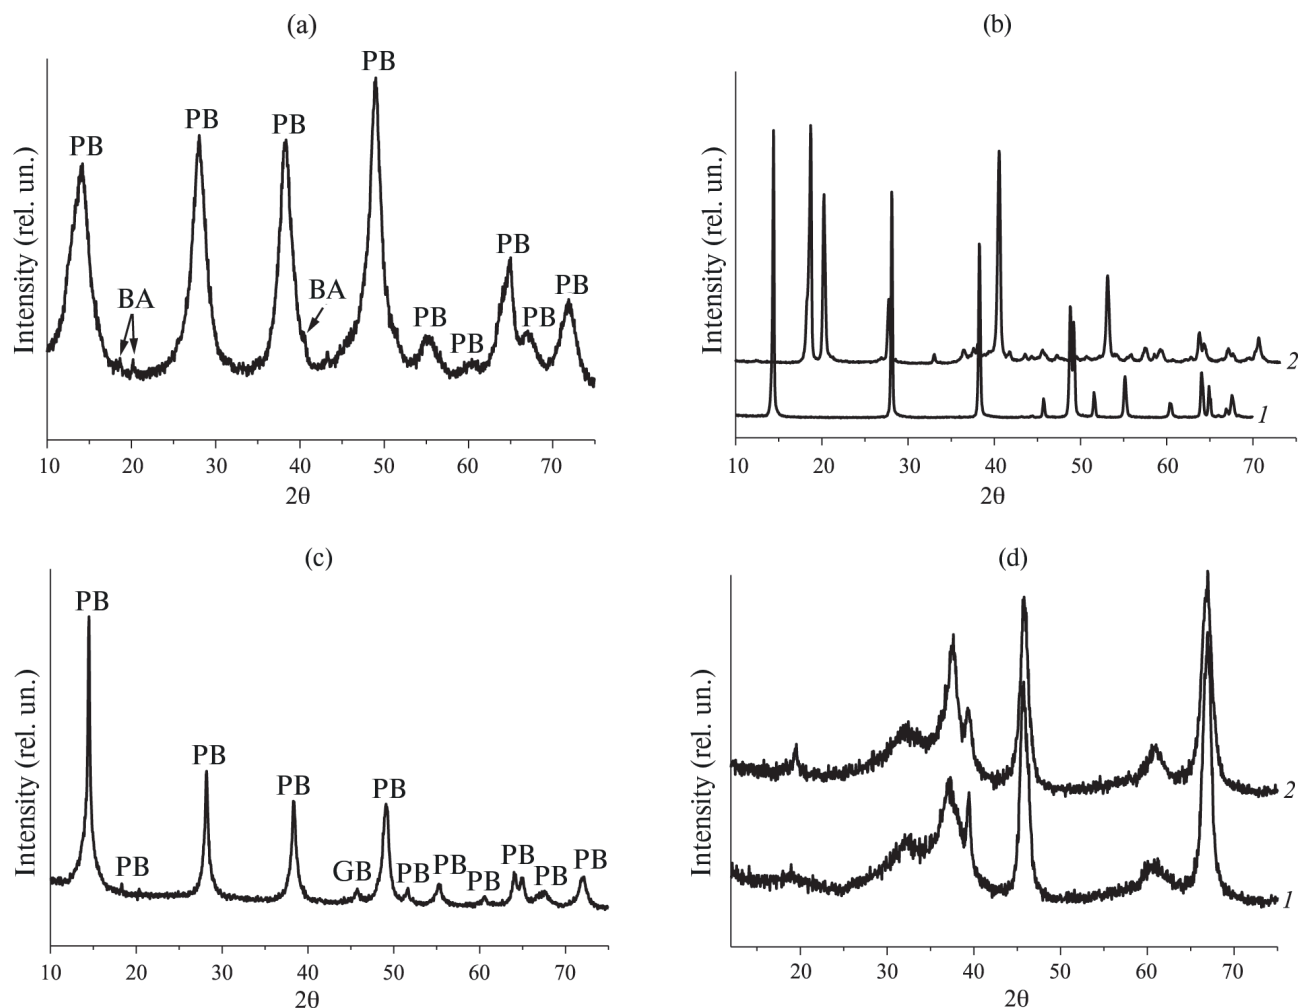 (a)
Intensity (rel. un.)
PB
PB
PB
PB
BA
BA
PB
PB
PB
PB
PB
10 20 30 40 50 60 70
2θ
(b)
Intensity (rel. un.)
2
1
10 20 30 40 50 60 70
2θ
(c)
Intensity (rel. un.)
PB
PB
PB
PB
GB
PB
PB
PB
PB
PB
PB
PB
10 20 30 40 50 60 70
2θ
(d)
Intensity (rel. un.)
2
1
20 30 40 50 60 70
2θ